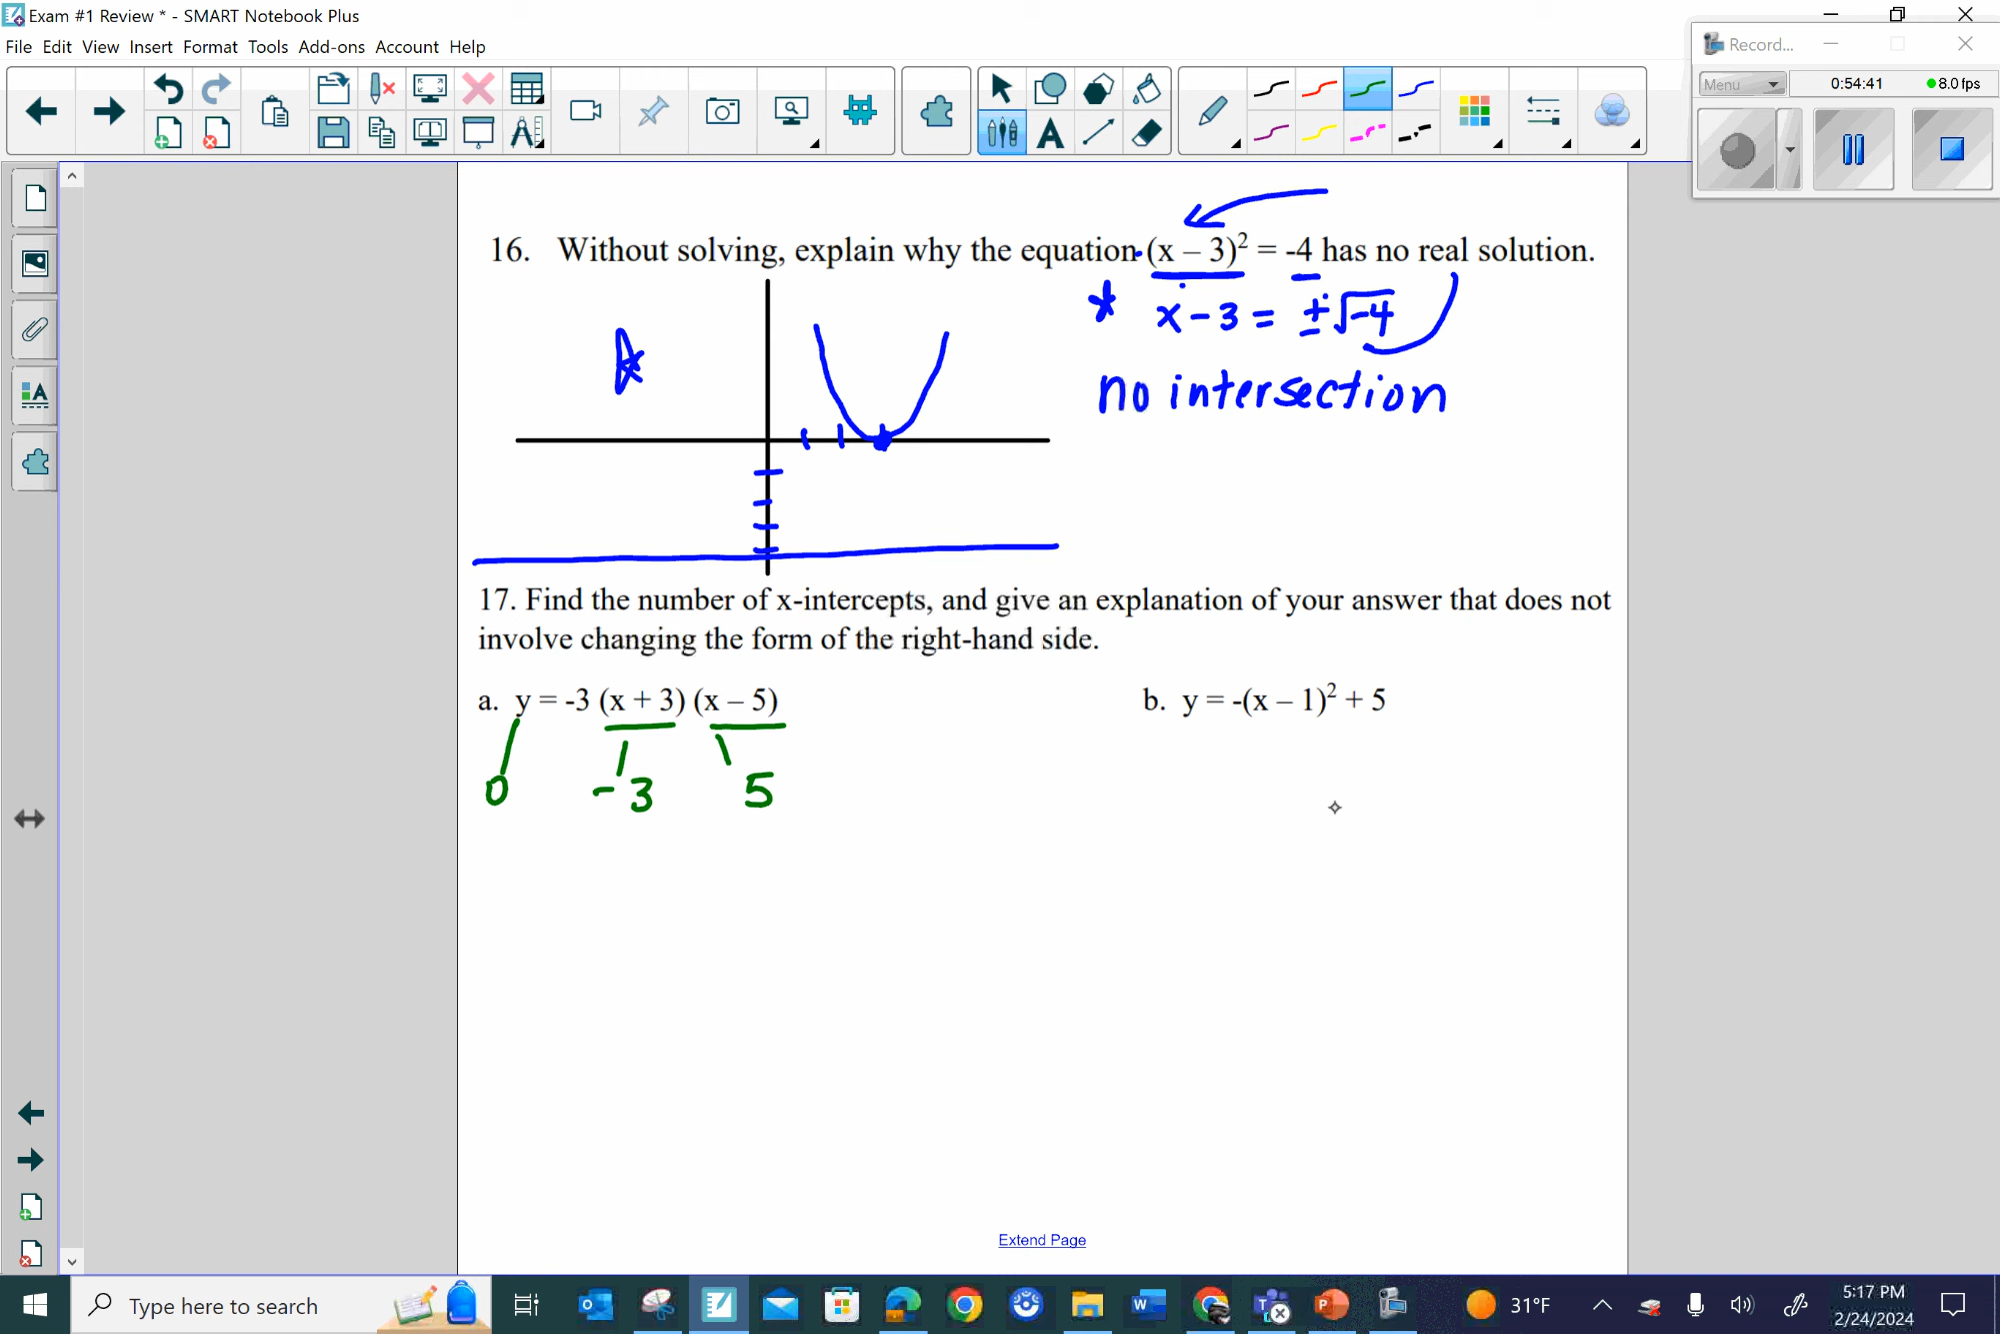 Exam #1 Review * - SMART Notebook Plus
File Edit View Insert Format Tools Add-ons Account Help
Record...
Menu 0:54:41 8.0 fps
16. Without solving, explain why the equation (x – 3)² = -4 has no real solution.
* x - 3 = ±√-4
no intersection
17. Find the number of x-intercepts, and give an explanation of your answer that does not
involve changing the form of the right-hand side.
a. y = -3 (x + 3) (x – 5)
b. y = -(x – 1)² + 5
0 -3 5
Extend Page
Type here to search
31°F
5:17 PM
2/24/2024